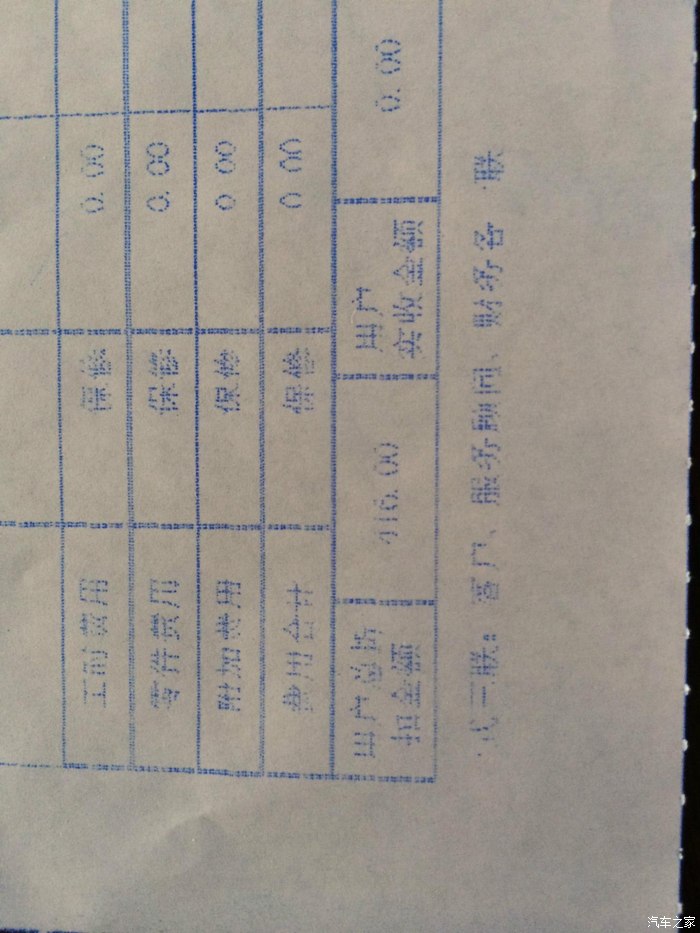 工时费用 保修 0.00
零件费用 保修 0.00
附加费用 保修 0.00
费用合计 保修 0.00
用户总折扣金额 416.00 用户实收金额 0.00
一式三联：客户、服务顾问、财务各一联
汽车之家